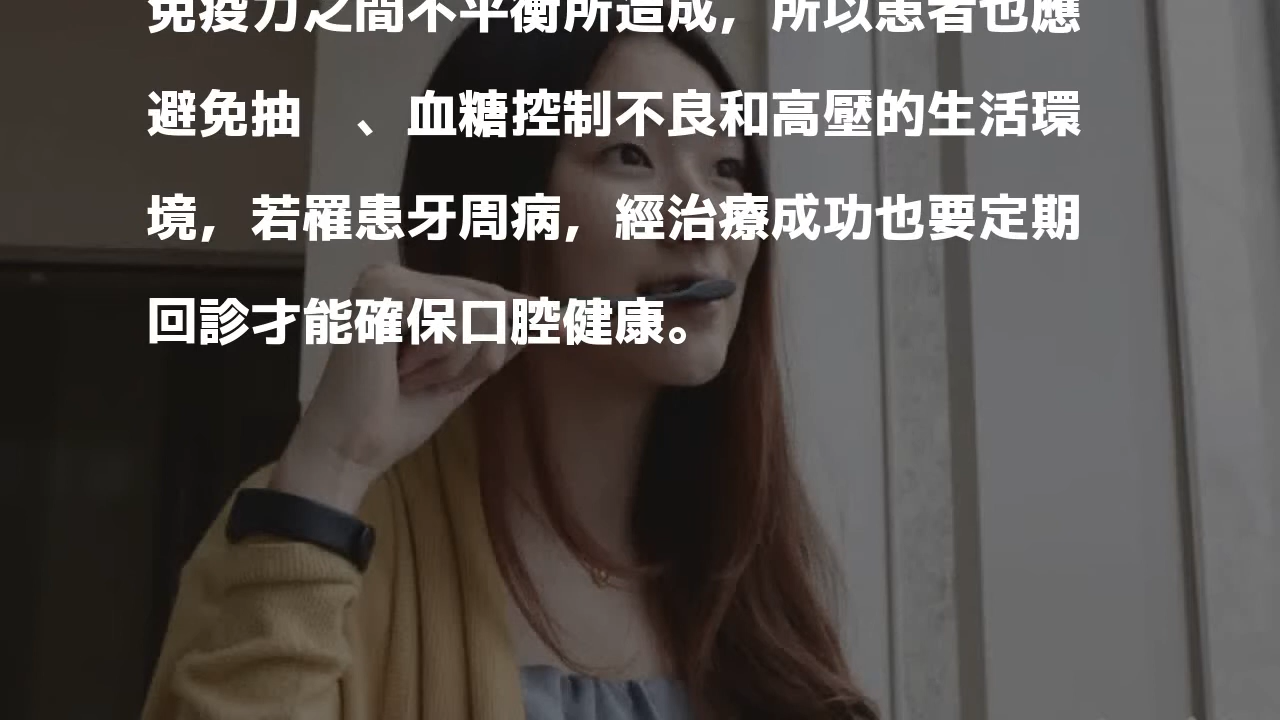 免疫力之間不平衡所造成，所以患者也應
避免抽　、血糖控制不良和高壓的生活環
境，若罹患牙周病，經治療成功也要定期
回診才能確保口腔健康。